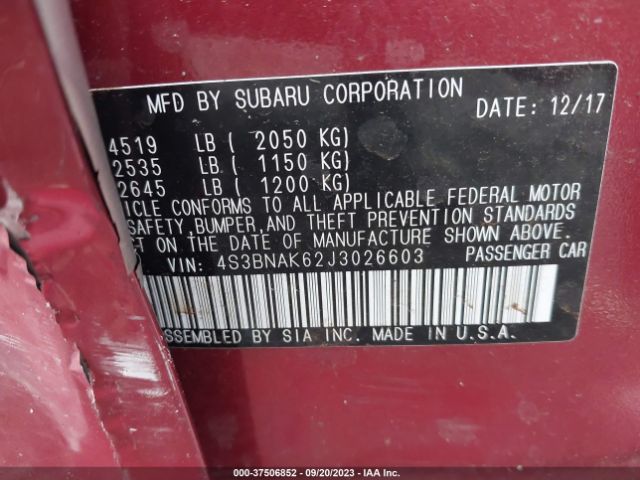 MFD BY SUBARU CORPORATION
DATE: 12/17
4519 LB ( 2050 KG)
2535 LB ( 1150 KG)
2645 LB ( 1200 KG)
ICLE CONFORMS TO ALL APPLICABLE FEDERAL MOTOR
SAFETY, BUMPER, AND THEFT PREVENTION STANDARDS
CT ON THE DATE OF MANUFACTURE SHOWN ABOVE.
VIN: 4S3BNAK62J3026603 PASSENGER CAR
SSEMBLED BY SIA INC. MADE IN U.S.A.
000-37506852 - 09/20/2023 - IAA Inc.